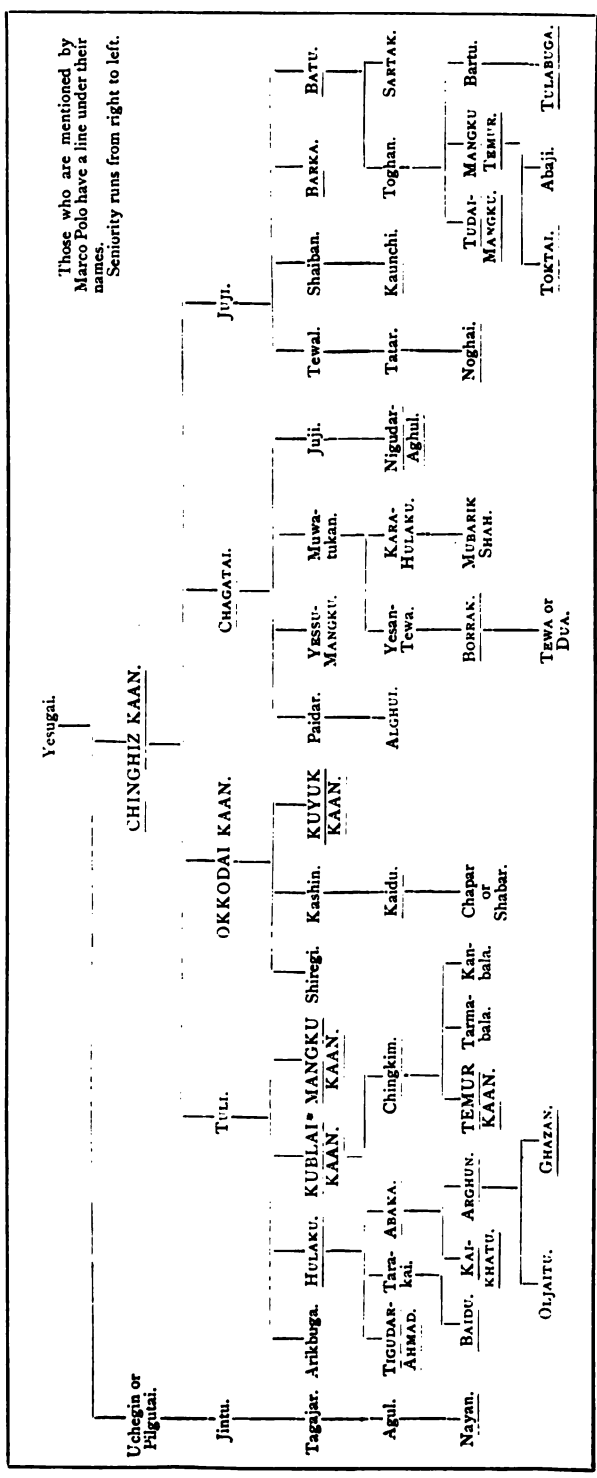 Those who are mentioned by
Marco Polo have a line under their
names.
Seniority runs from right to left.
Yesugai.
Uchegin or
Pilgutai.
CHINGHIZ KAAN.
Jintu.
TULI.
OKKODAI KAAN.
CHAGATAI.
JUJI.
Tagajar.
Arikbuga.
HULAKU.
KUBLAI*
KAAN.
MANGKU
KAAN.
Shiregi.
Kashin.
KUYUK
KAAN.
Paidar.
YESSU-
MANGKU.
Muwa-
tukan.
Juji.
Tewal.
Shaiban.
BARKA.
BATU.
Agul.
TIGUDAR-
AHMAD.
Tara-
kai.
ABAKA.
Chingkim.
Kaidu.
ALGHUI.
Yesan-
Tewa.
KARA-
HULAKU.
Nigudar-
Aghul.
Tatar.
Kaunchi.
Toghan.
SARTAK.
Nayan.
BAIDU.
KAI-
KHATU.
ARGHUN.
TEMUR
KAAN.
Tarma-
bala.
Kan-
bala.
Chapar
or
Shabar.
BORRAK.
MUBARIK
SHAH.
Noghai.
TUDAI-
MANGKU.
MANGKU
TEMUR.
Bartu.
OLJAITU.
GHAZAN.
TEWA or
DUA.
TOKTAI.
Abaji.
TULABUGA.